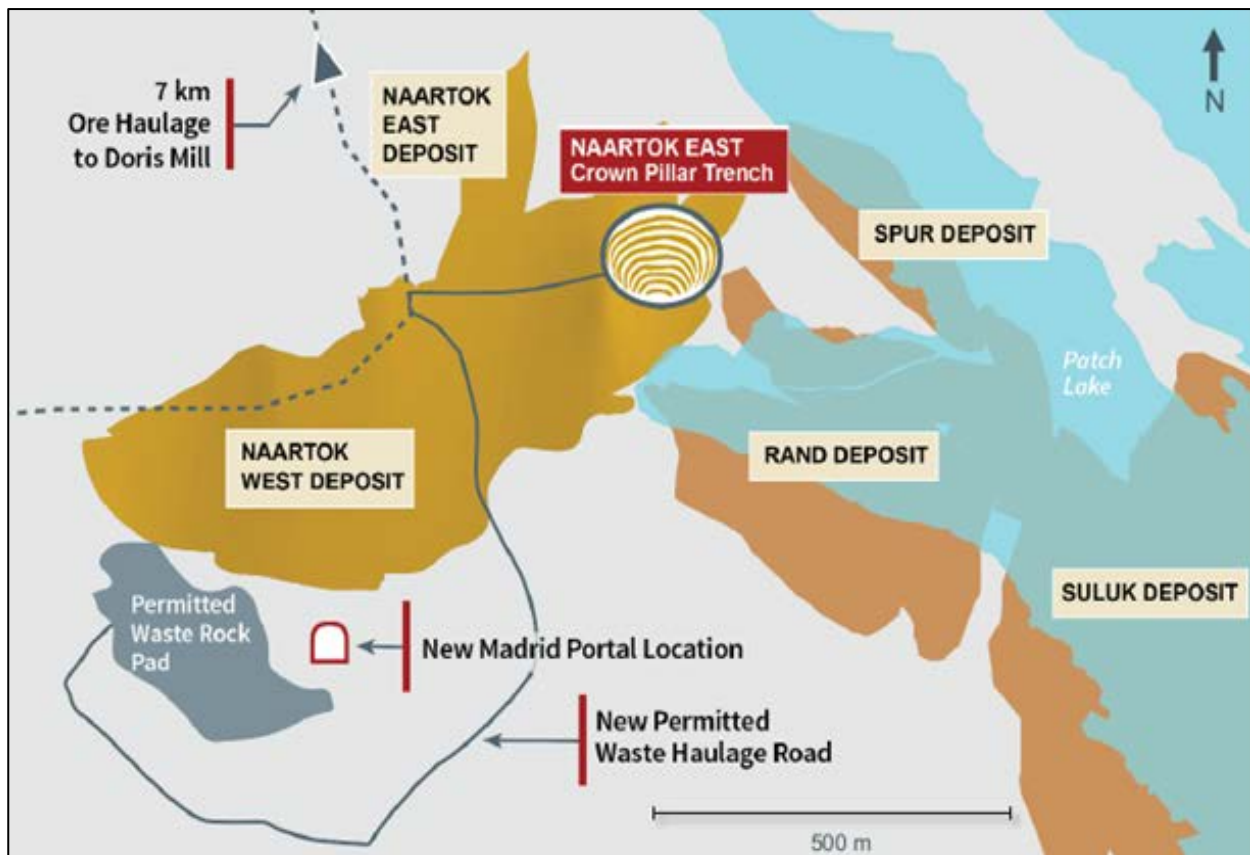 7 km
Ore Haulage
to Doris Mill
NAARTOK
EAST
DEPOSIT
NAARTOK EAST
Crown Pillar Trench
N
SPUR DEPOSIT
Patch
Lake
NAARTOK
WEST DEPOSIT
RAND DEPOSIT
SULUK DEPOSIT
Permitted
Waste Rock
Pad
New Madrid Portal Location
New Permitted
Waste Haulage Road
500 m